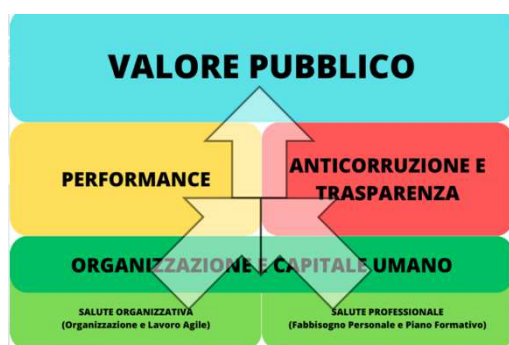 VALORE PUBBLICO
PERFORMANCE
ANTICORRUZIONE E
TRASPARENZA
ORGANIZZAZIONE E CAPITALE UMANO
SALUTE ORGANIZZATIVA
(Organizzazione e Lavoro Agile)
SALUTE PROFESSIONALE
(Fabbisogno Personale e Piano Formativo)